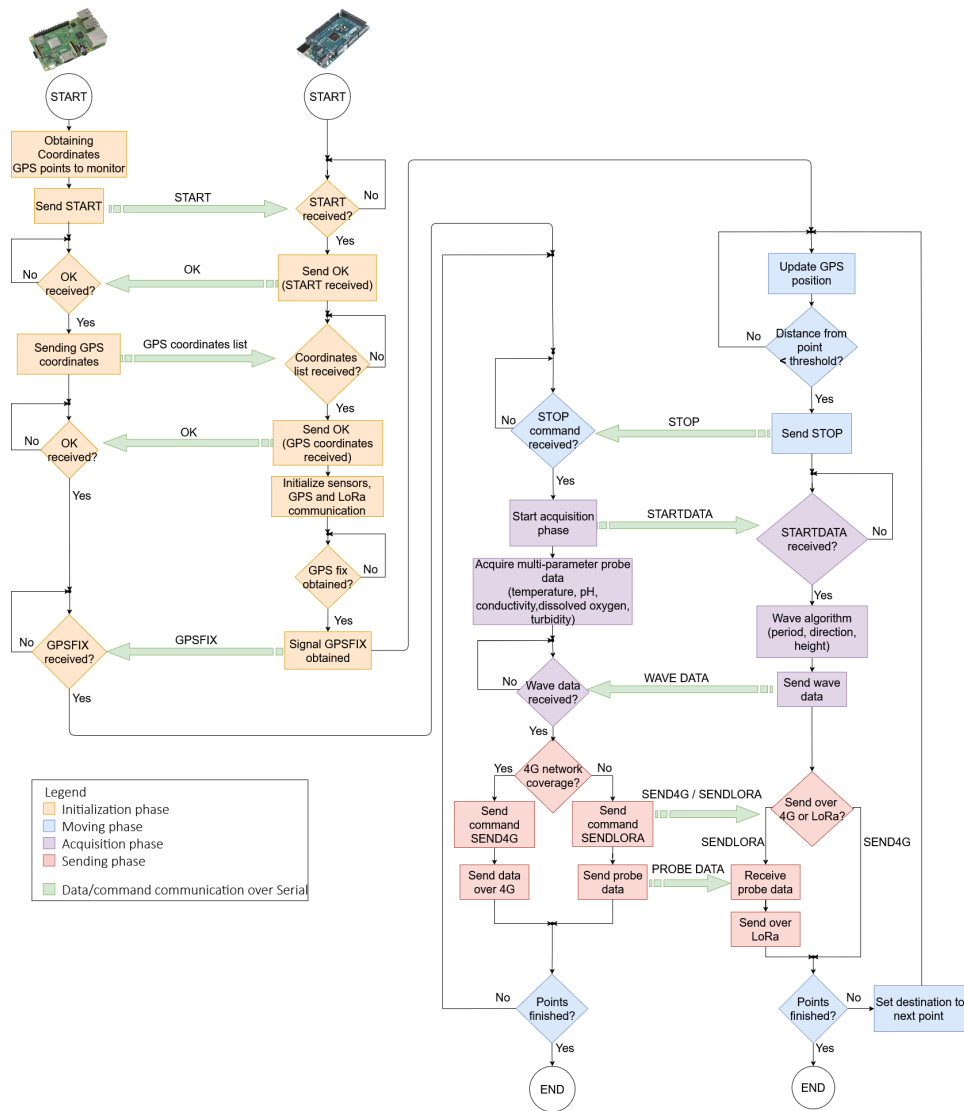 START
START
Obtaining
Coordinates
GPS points to monitor
Send START
START
START
received?
No
Yes
OK
received?
No
Yes
OK
Send OK
(START received)
Sending GPS
coordinates
GPS coordinates list
Coordinates
list received?
No
Yes
OK
received?
No
Yes
OK
Send OK
(GPS coordinates
received)
Initialize sensors,
GPS and LoRa
communication
GPS fix
obtained?
No
Yes
GPSFIX
received?
No
Yes
GPSFIX
Signal GPSFIX
obtained
Update GPS
position
Distance from
point
< threshold?
No
Yes
STOP
command
received?
No
Yes
STOP
Send STOP
Start acquisition
phase
STARTDATA
STARTDATA
received?
No
Yes
Acquire multi-parameter probe
data
(temperature, pH,
conductivity,dissolved oxygen,
turbidity)
Wave algorithm
(period, direction,
height)
Wave data
received?
No
Yes
WAVE DATA
Send wave
data
4G network
coverage?
Yes
No
Send
command
SEND4G
Send
command
SENDLORA
SEND4G / SENDLORA
Send over
4G or LoRa?
SENDLORA
SEND4G
Send data
over 4G
Send probe
data
PROBE DATA
Receive
probe data
Send over
LoRa
Points
finished?
No
Yes
Points
finished?
No
Yes
Set destination to
next point
END
END
Legend
Initialization phase
Moving phase
Acquisition phase
Sending phase
Data/command communication over Serial